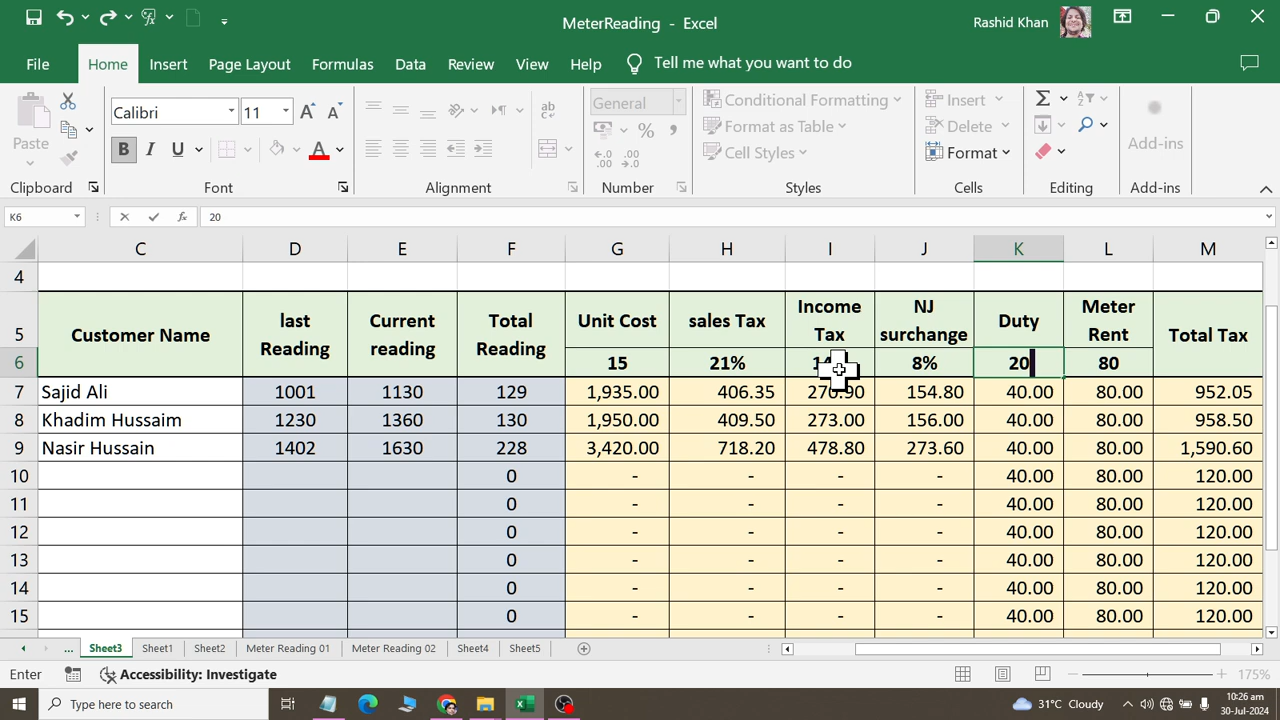 MeterReading - Excel
Rashid Khan
File Home Insert Page Layout Formulas Data Review View Help Tell me what you want to do
Paste
Calibri 11
B I U
ab
General
% ,
Conditional Formatting
Format as Table
Cell Styles
Insert
Delete
Format
Add-ins
Clipboard Font Alignment Number Styles Cells Editing Add-ins
K6 fx 20
C D E F G H I J K L M
4
5 Customer Name last Reading Current reading Total Reading Unit Cost sales Tax Income Tax NJ surchange Duty Meter Rent Total Tax
6 15 21% 8% 20 80
7 Sajid Ali 1001 1130 129 1,935.00 406.35 270.90 154.80 40.00 80.00 952.05
8 Khadim Hussaim 1230 1360 130 1,950.00 409.50 273.00 156.00 40.00 80.00 958.50
9 Nasir Hussain 1402 1630 228 3,420.00 718.20 478.80 273.60 40.00 80.00 1,590.60
10 0 - - - - 40.00 80.00 120.00
11 0 - - - - 40.00 80.00 120.00
12 0 - - - - 40.00 80.00 120.00
13 0 - - - - 40.00 80.00 120.00
14 0 - - - - 40.00 80.00 120.00
15 0 - - - - 40.00 80.00 120.00
... Sheet3 Sheet1 Sheet2 Meter Reading 01 Meter Reading 02 Sheet4 Sheet5
Enter Accessibility: Investigate 175%
Type here to search 31°C Cloudy 10:26 am
30-Jul-2024